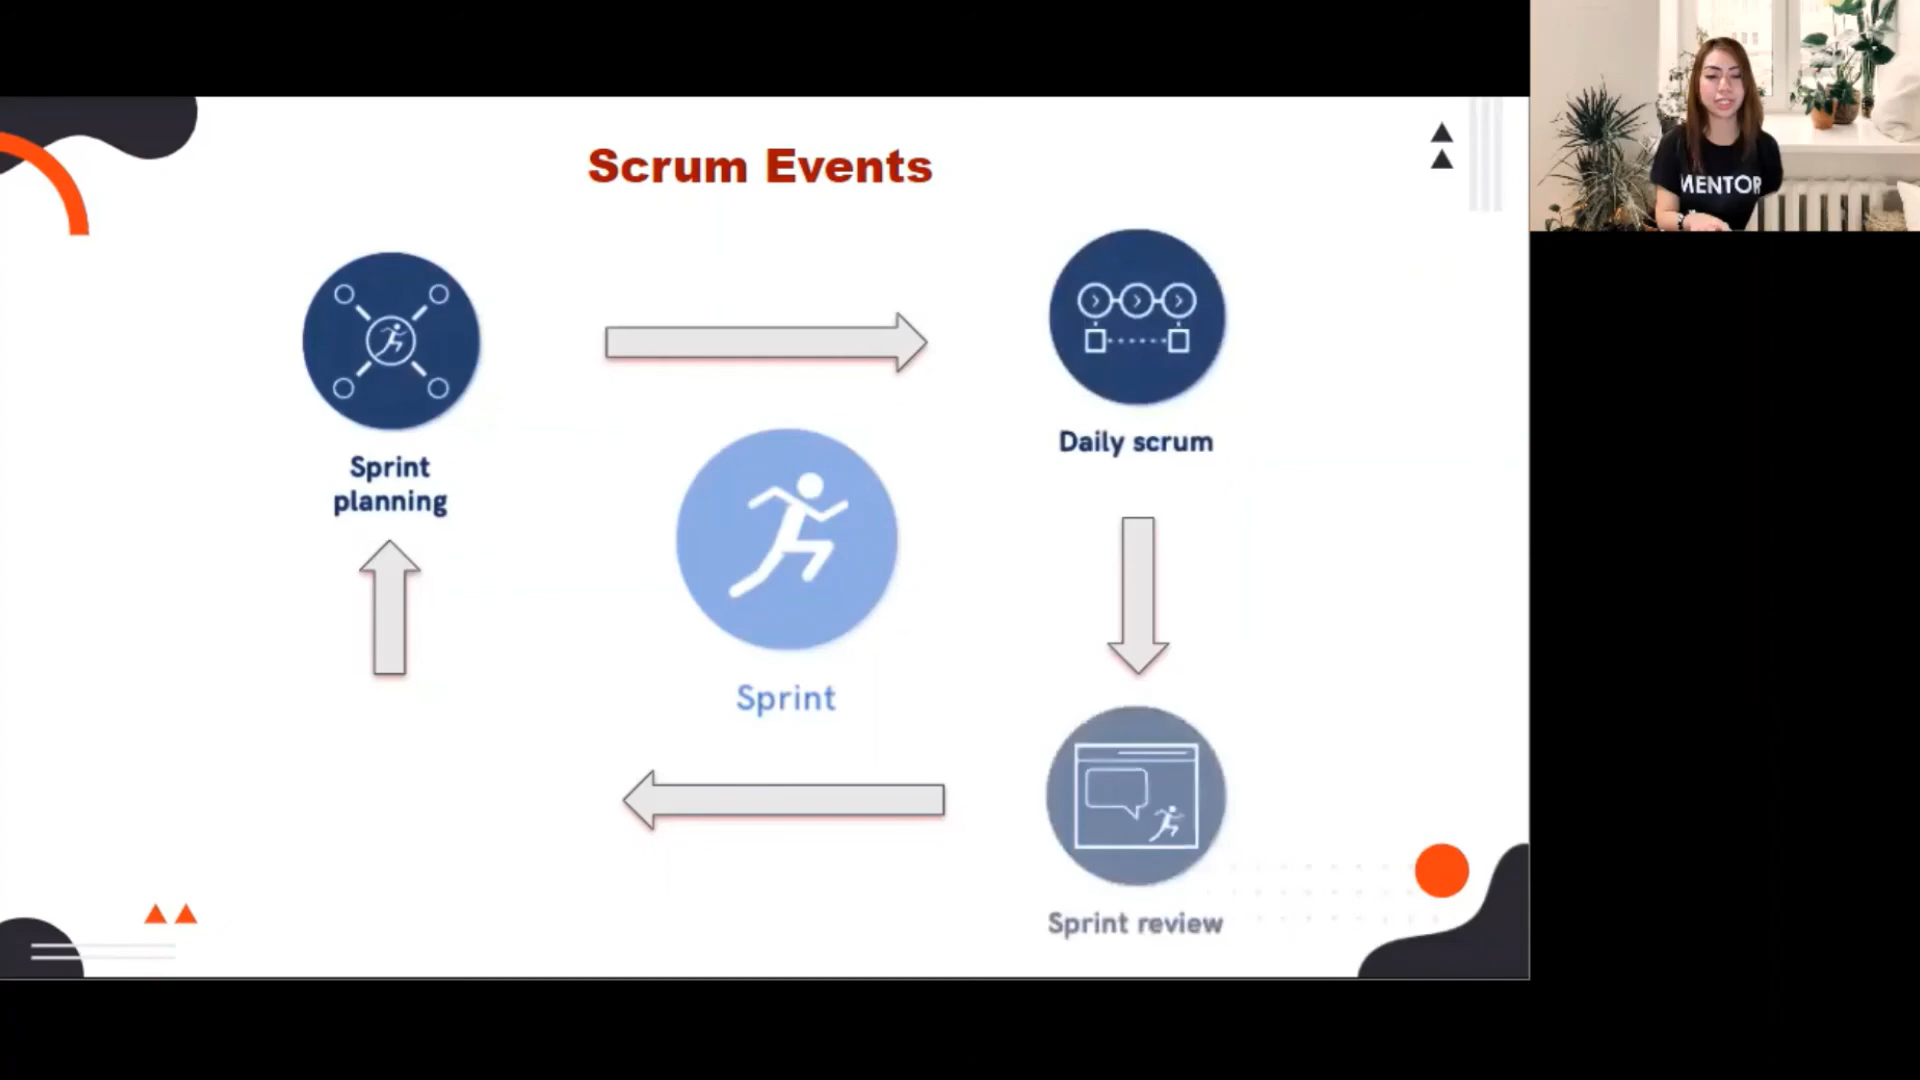 Scrum Events
Sprint
planning
Daily scrum
Sprint
Sprint review
MENTOR